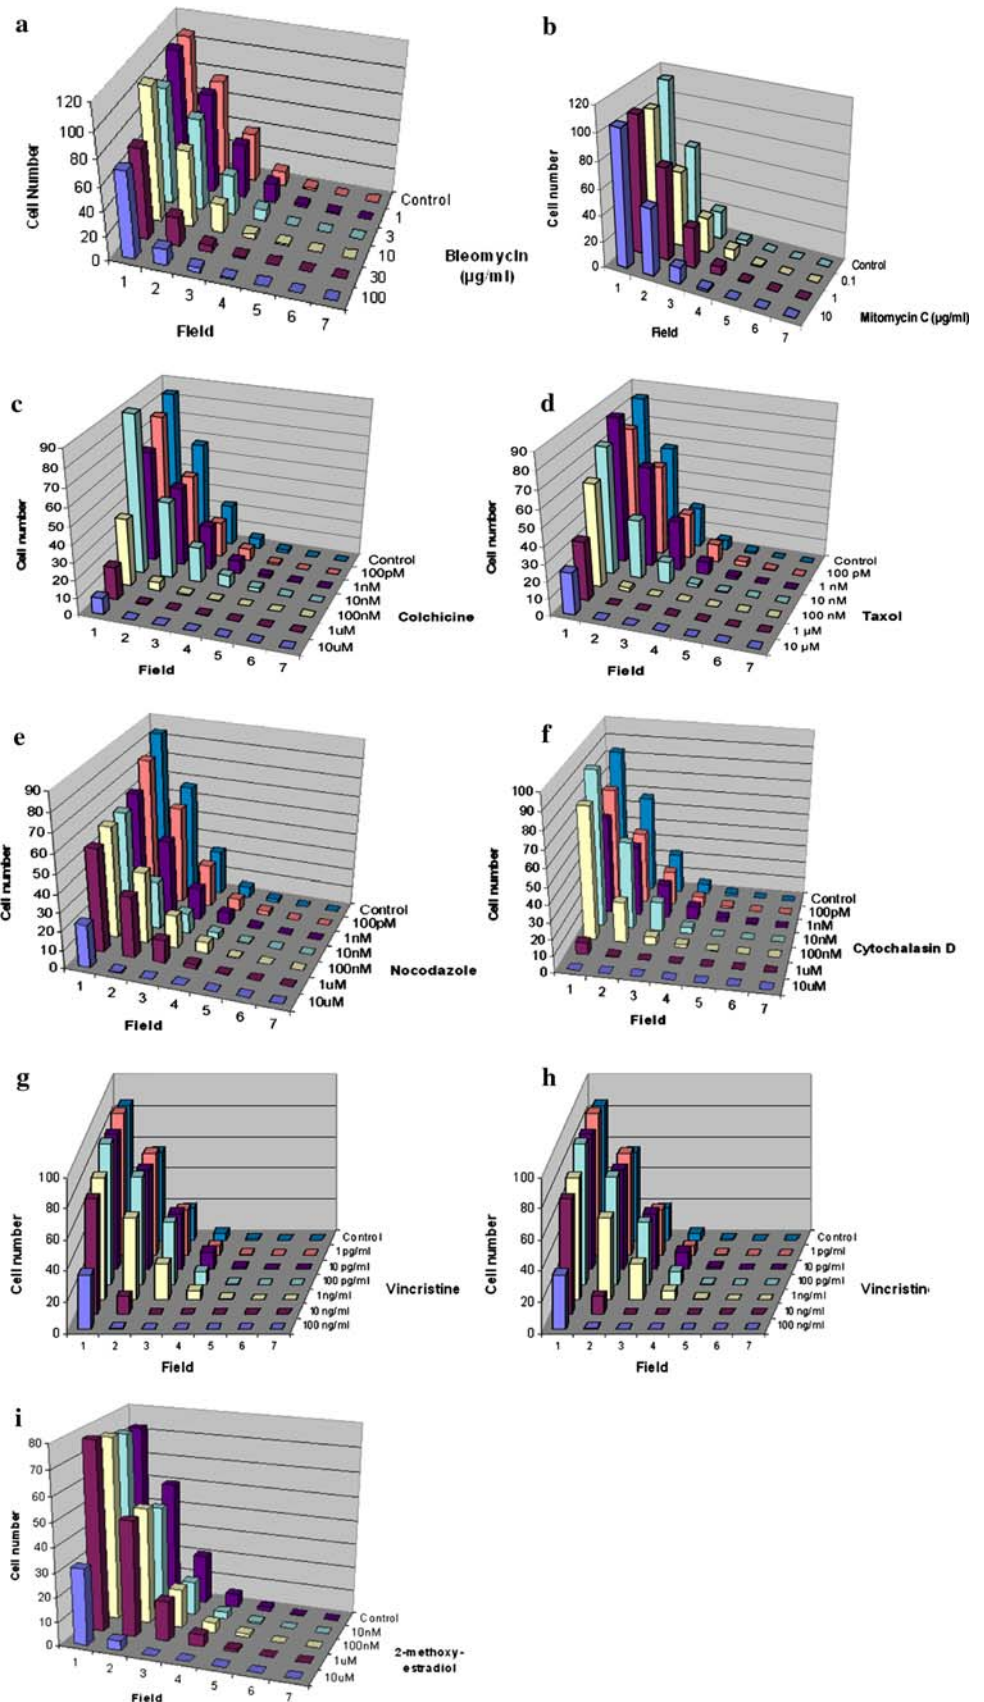 a
120
100
80
60
40
20
0
Cell Number
1 2 3 4 5 6 7
Field
Control
1
3
10
30
100
Bleomycin
(µg/ml)
b
120
100
80
60
40
20
0
Cell number
1 2 3 4 5 6 7
Field
Control
0.1
1
10
Mitomycin C (µg/ml)
c
90
80
70
60
50
40
30
20
10
0
Cell number
1 2 3 4 5 6 7
Field
Control
100pM
1nM
10nM
100nM
1uM
10uM
Colchicine
d
90
80
70
60
50
40
30
20
10
0
Cell number
1 2 3 4 5 6 7
Field
Control
100 pM
1 nM
10 nM
100 nM
1 µM
10 µM
Taxol
e
90
80
70
60
50
40
30
20
10
0
Cell number
1 2 3 4 5 6 7
Field
Control
100pM
1nM
10nM
100nM
1uM
10uM
Nocodazole
f
100
90
80
70
60
50
40
30
20
10
0
Cell number
1 2 3 4 5 6 7
Field
Control
100pM
1nM
10nM
100nM
1uM
10uM
Cytochalasin D
g
100
80
60
40
20
0
Cell number
1 2 3 4 5 6 7
Field
Control
1 pg/ml
10 pg/ml
100 pg/ml
1 ng/ml
10 ng/ml
100 ng/ml
Vincristine
h
100
80
60
40
20
0
Cell number
1 2 3 4 5 6 7
Field
Control
1 pg/ml
10 pg/ml
100 pg/ml
1 ng/ml
10 ng/ml
100 ng/ml
Vincristin
i
80
70
60
50
40
30
20
10
0
Cell number
1 2 3 4 5 6 7
Field
Control
10nM
100nM
1uM
10uM
2-methoxy-
estradiol